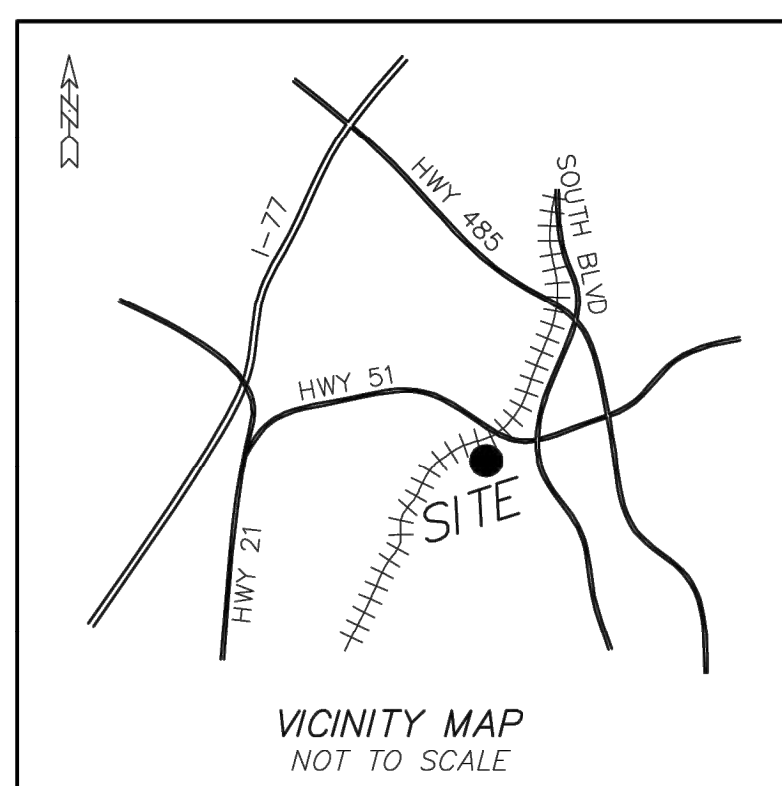 N
SOUTH BLVD
HWY 485
I-77
HWY 51
SITE
HWY 21
VICINITY MAP
NOT TO SCALE